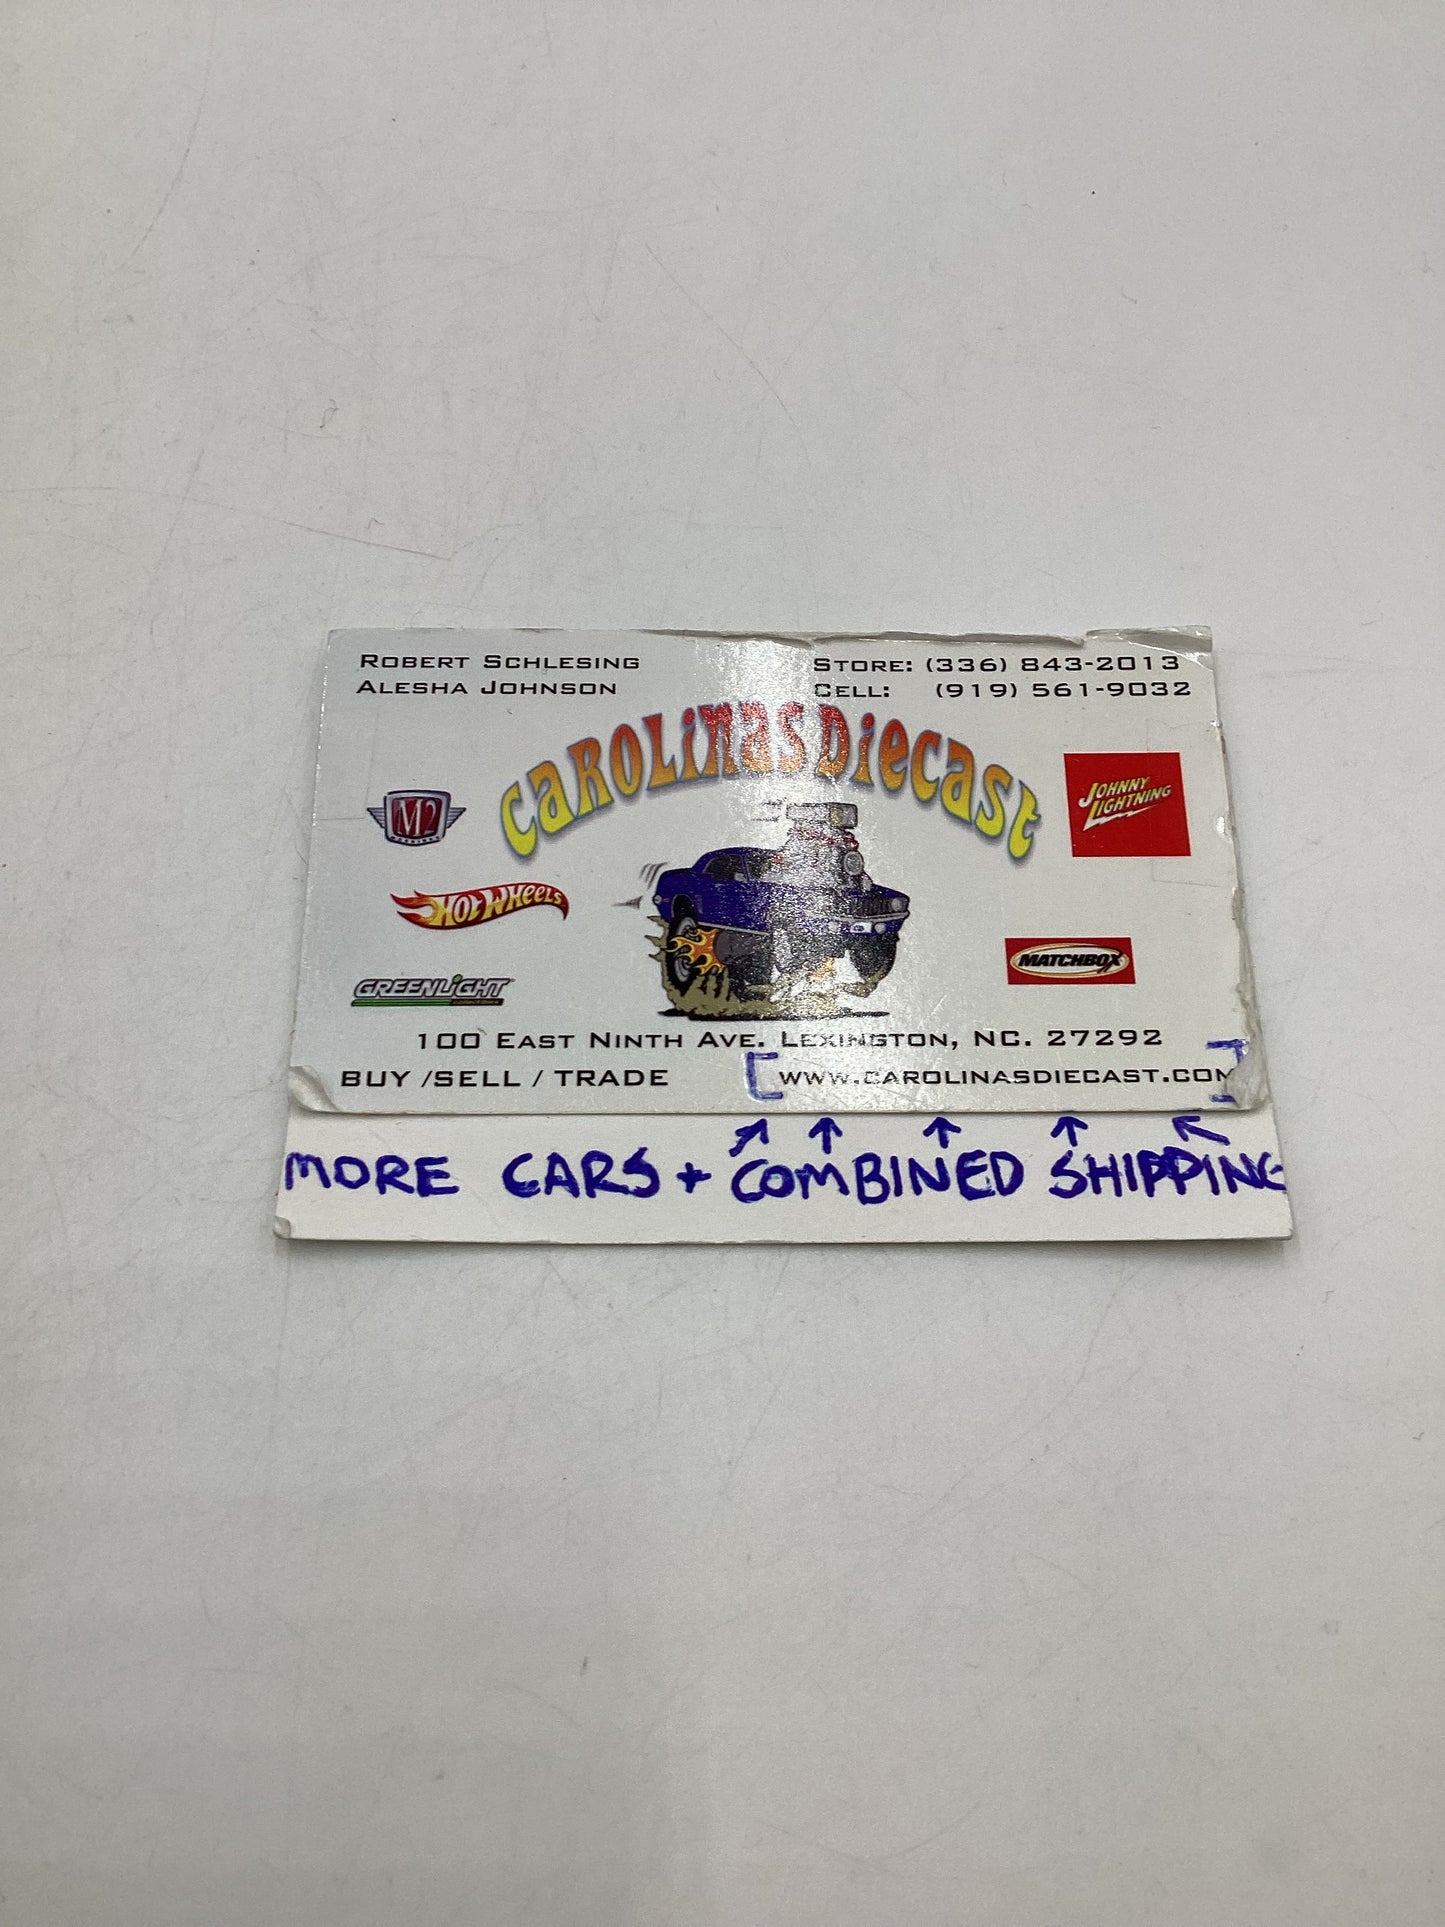 ROBERT SCHLESING
ALESHA JOHNSON
STORE: (336) 843-2013
CELL: (919) 561-9032
CAROLINAS DIECAST
M2
JOHNNY
LIGHTNING
HOT WHEELS
MATCHBOX
GREENLIGHT
100 EAST NINTH AVE. LEXINGTON, NC. 27292
BUY /SELL / TRADE
WWW.CAROLINASDIECAST.COM
MORE CARS + COMBINED SHIPPING